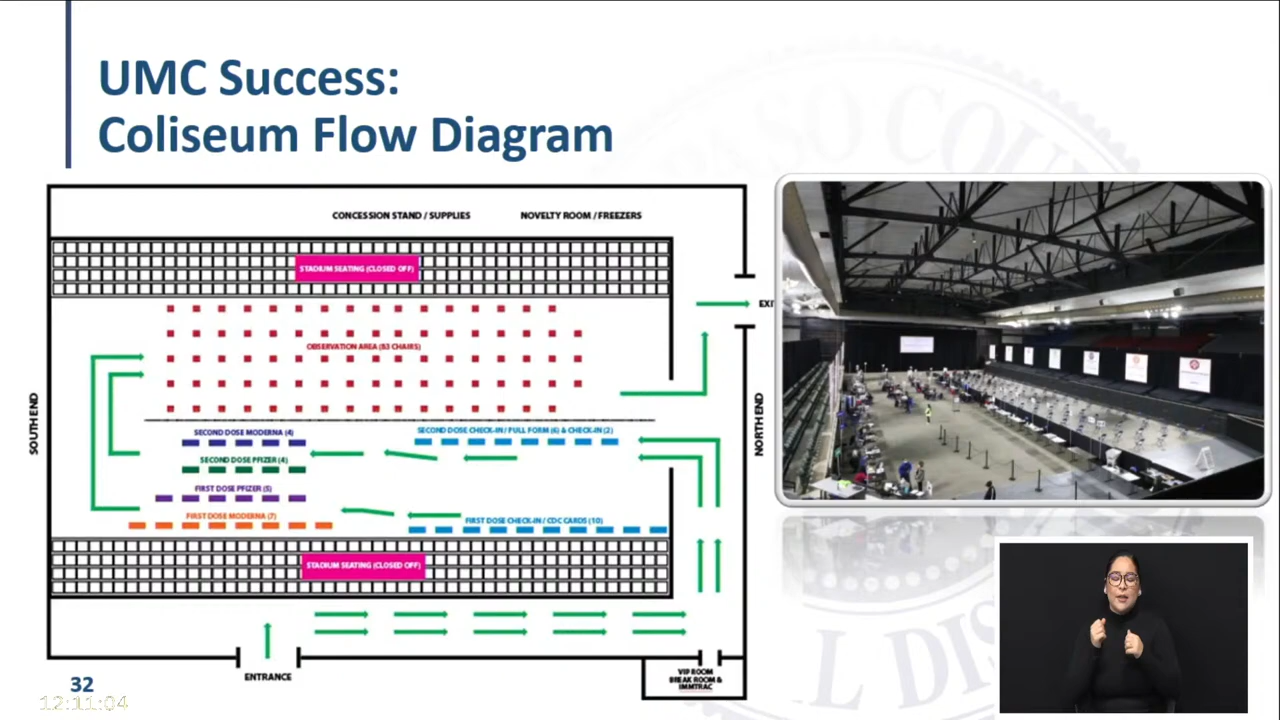 UMC Success:
Coliseum Flow Diagram
CONCESSION STAND / SUPPLIES
NOVELTY ROOM / FREEZERS
STADIUM SEATING (CLOSED OFF)
EXI
OBSERVATION AREA (83 CHAIRS)
SOUTH END
NORTH END
SECOND DOSE MODERNA (4)
SECOND DOSE CHECK-IN / FULL FORM (6) & CHECK-IN (2)
SECOND DOSE PFIZER (4)
FIRST DOSE PFIZER (5)
FIRST DOSE MODERNA (7)
FIRST DOSE CHECK-IN / CDC CARDS (10)
STADIUM SEATING (CLOSED OFF)
ENTRANCE
VIP ROOM
BREAK ROOM &
IMMTRAC
32
12:11:04